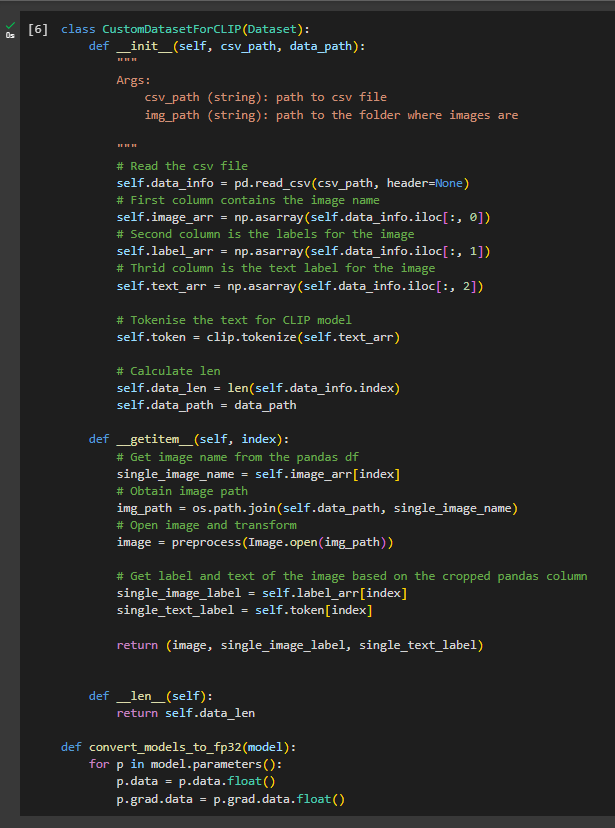 [6] class CustomDatasetForCLIP(Dataset):
0s
    def __init__(self, csv_path, data_path):
        """
        Args:
            csv_path (string): path to csv file
            img_path (string): path to the folder where images are

        """
        # Read the csv file
        self.data_info = pd.read_csv(csv_path, header=None)
        # First column contains the image name
        self.image_arr = np.asarray(self.data_info.iloc[:, 0])
        # Second column is the labels for the image
        self.label_arr = np.asarray(self.data_info.iloc[:, 1])
        # Thrid column is the text label for the image
        self.text_arr = np.asarray(self.data_info.iloc[:, 2])

        # Tokenise the text for CLIP model
        self.token = clip.tokenize(self.text_arr)

        # Calculate len
        self.data_len = len(self.data_info.index)
        self.data_path = data_path

    def __getitem__(self, index):
        # Get image name from the pandas df
        single_image_name = self.image_arr[index]
        # Obtain image path
        img_path = os.path.join(self.data_path, single_image_name)
        # Open image and transform
        image = preprocess(Image.open(img_path))

        # Get label and text of the image based on the cropped pandas column
        single_image_label = self.label_arr[index]
        single_text_label = self.token[index]

        return (image, single_image_label, single_text_label)


    def __len__(self):
        return self.data_len

def convert_models_to_fp32(model):
    for p in model.parameters():
        p.data = p.data.float()
        p.grad.data = p.grad.data.float()